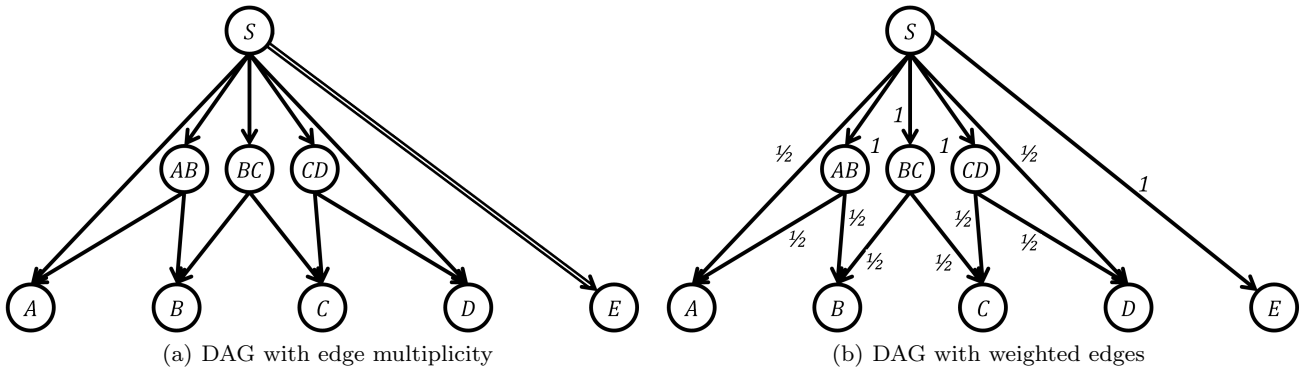 S
S
1
½
1
1
½
AB
BC
CD
AB
BC
CD
1
½
½
½
½
½
½
A
B
C
D
E
A
B
C
D
E
(a) DAG with edge multiplicity
(b) DAG with weighted edges